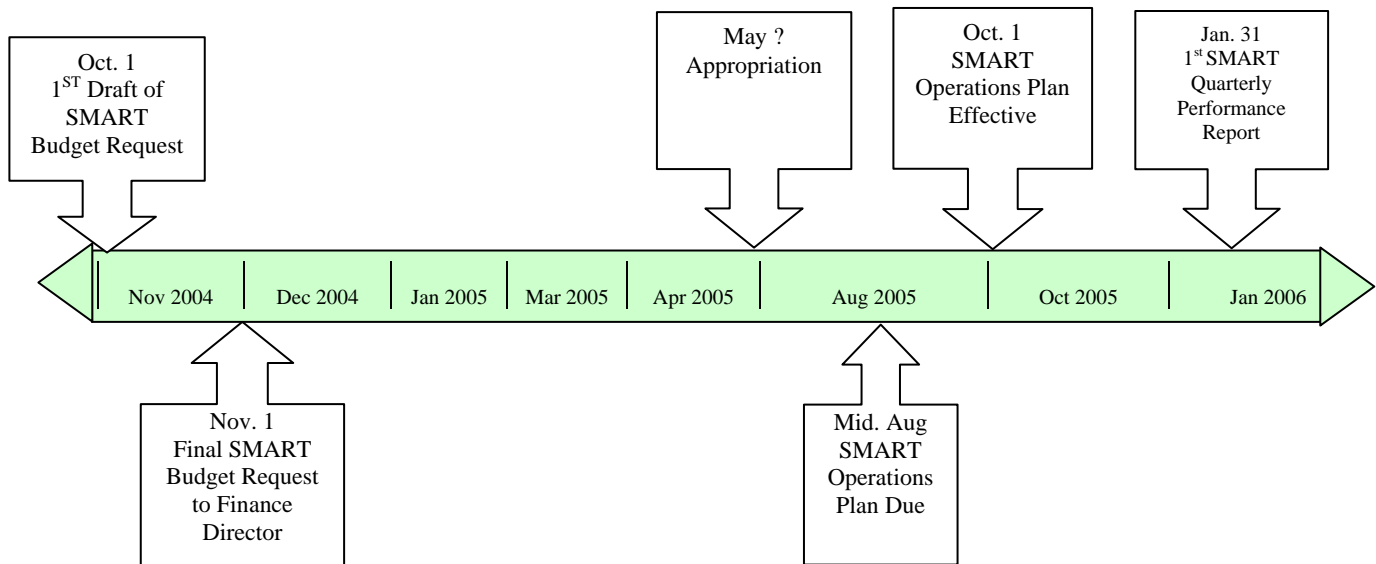 Oct. 1
1ST Draft of
SMART
Budget Request
May ?
Appropriation
Oct. 1
SMART
Operations Plan
Effective
Jan. 31
1st SMART
Quarterly
Performance
Report
Nov 2004
Dec 2004
Jan 2005
Mar 2005
Apr 2005
Aug 2005
Oct 2005
Jan 2006
Nov. 1
Final SMART
Budget Request
to Finance
Director
Mid. Aug
SMART
Operations
Plan Due